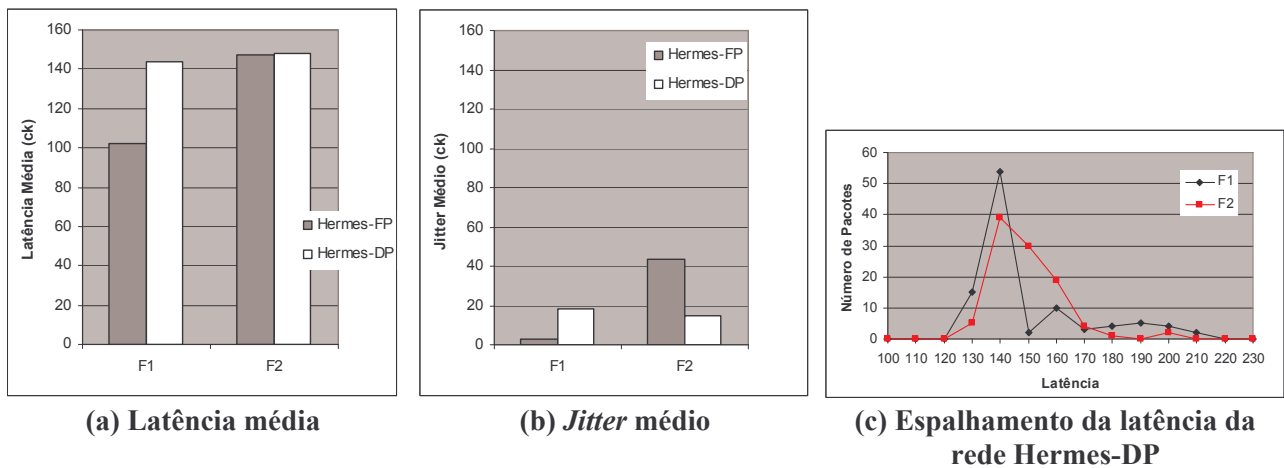 160
140
120
100
80
60
40
20
0
Latência Média (ck)
Hermes-FP
Hermes-DP
F1
F2
(a) Latência média
160
140
120
100
80
60
40
20
0
Jitter Médio (ck)
Hermes-FP
Hermes-DP
F1
F2
(b) Jitter médio
60
50
40
30
20
10
0
Número de Pacotes
F1
F2
100 110 120 130 140 150 160 170 180 190 200 210 220 230
Latência
(c) Espalhamento da latência da
rede Hermes-DP